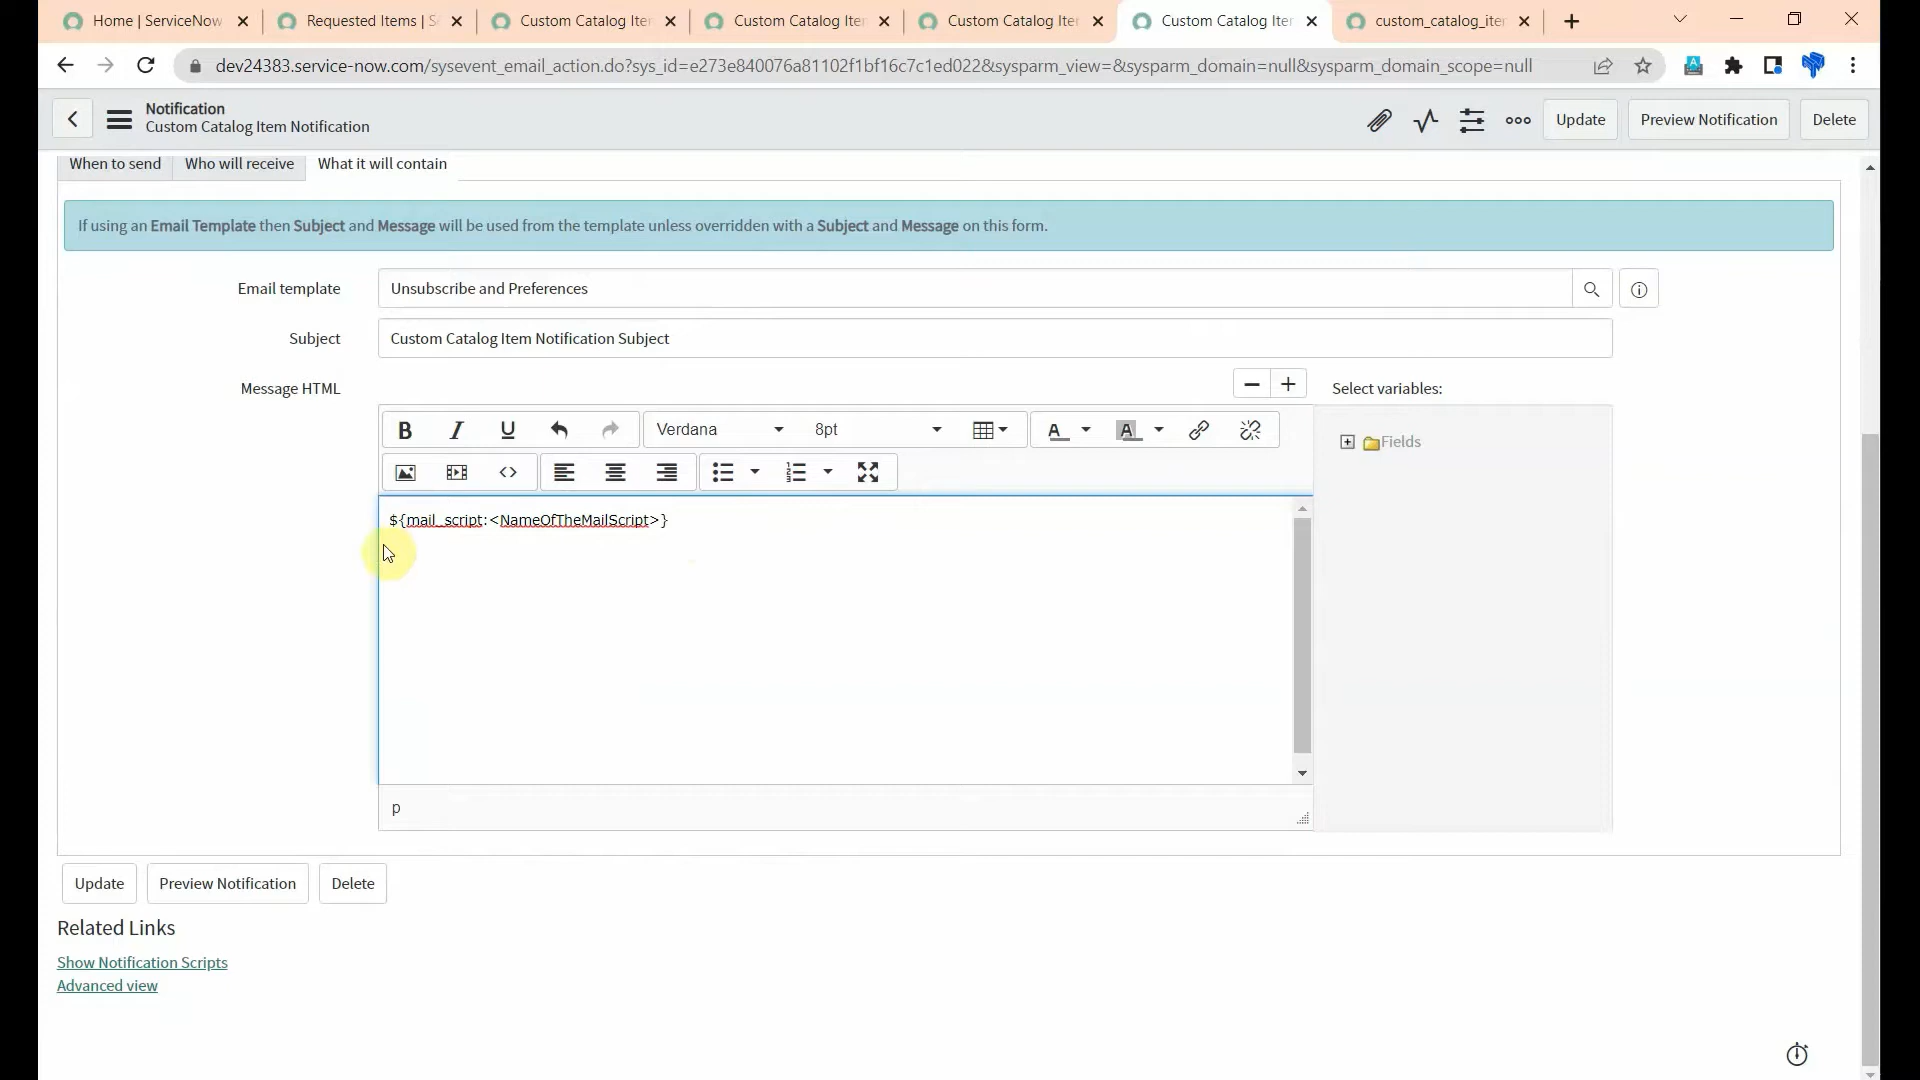 Home | ServiceNow
Requested Items | S
Custom Catalog Iten
Custom Catalog Iten
Custom Catalog Iten
Custom Catalog Iter
custom_catalog_iter
dev24383.service-now.com/sysevent_email_action.do?sys_id=e273e840076a81102f1bf16c7c1ed022&sysparm_view=&sysparm_domain=null&sysparm_domain_scope=null
Notification
Custom Catalog Item Notification
Update
Preview Notification
Delete
When to send
Who will receive
What it will contain
If using an Email Template then Subject and Message will be used from the template unless overridden with a Subject and Message on this form.
Email template
Unsubscribe and Preferences
Subject
Custom Catalog Item Notification Subject
Message HTML
Select variables:
B I U
Verdana
8pt
A
A
Fields
${mail_script:<NameOfTheMailScript>}
p
Update
Preview Notification
Delete
Related Links
Show Notification Scripts
Advanced view